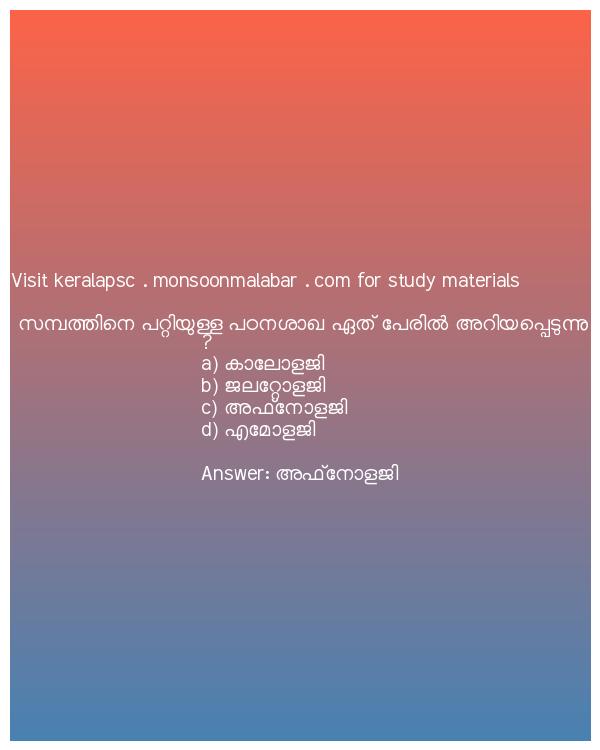 Visit keralapsc . monsoonmalabar . com for study materials
സമ്പത്തിനെ പറ്റിയുള്ള പഠനശാഖ ഏത് പേരിൽ അറിയപ്പെടുന്നു
?
a) കാലോളജി
b) ജലറ്റോളജി
c) അഫ്നോളജി
d) എമോളജി
Answer: അഫ്നോളജി